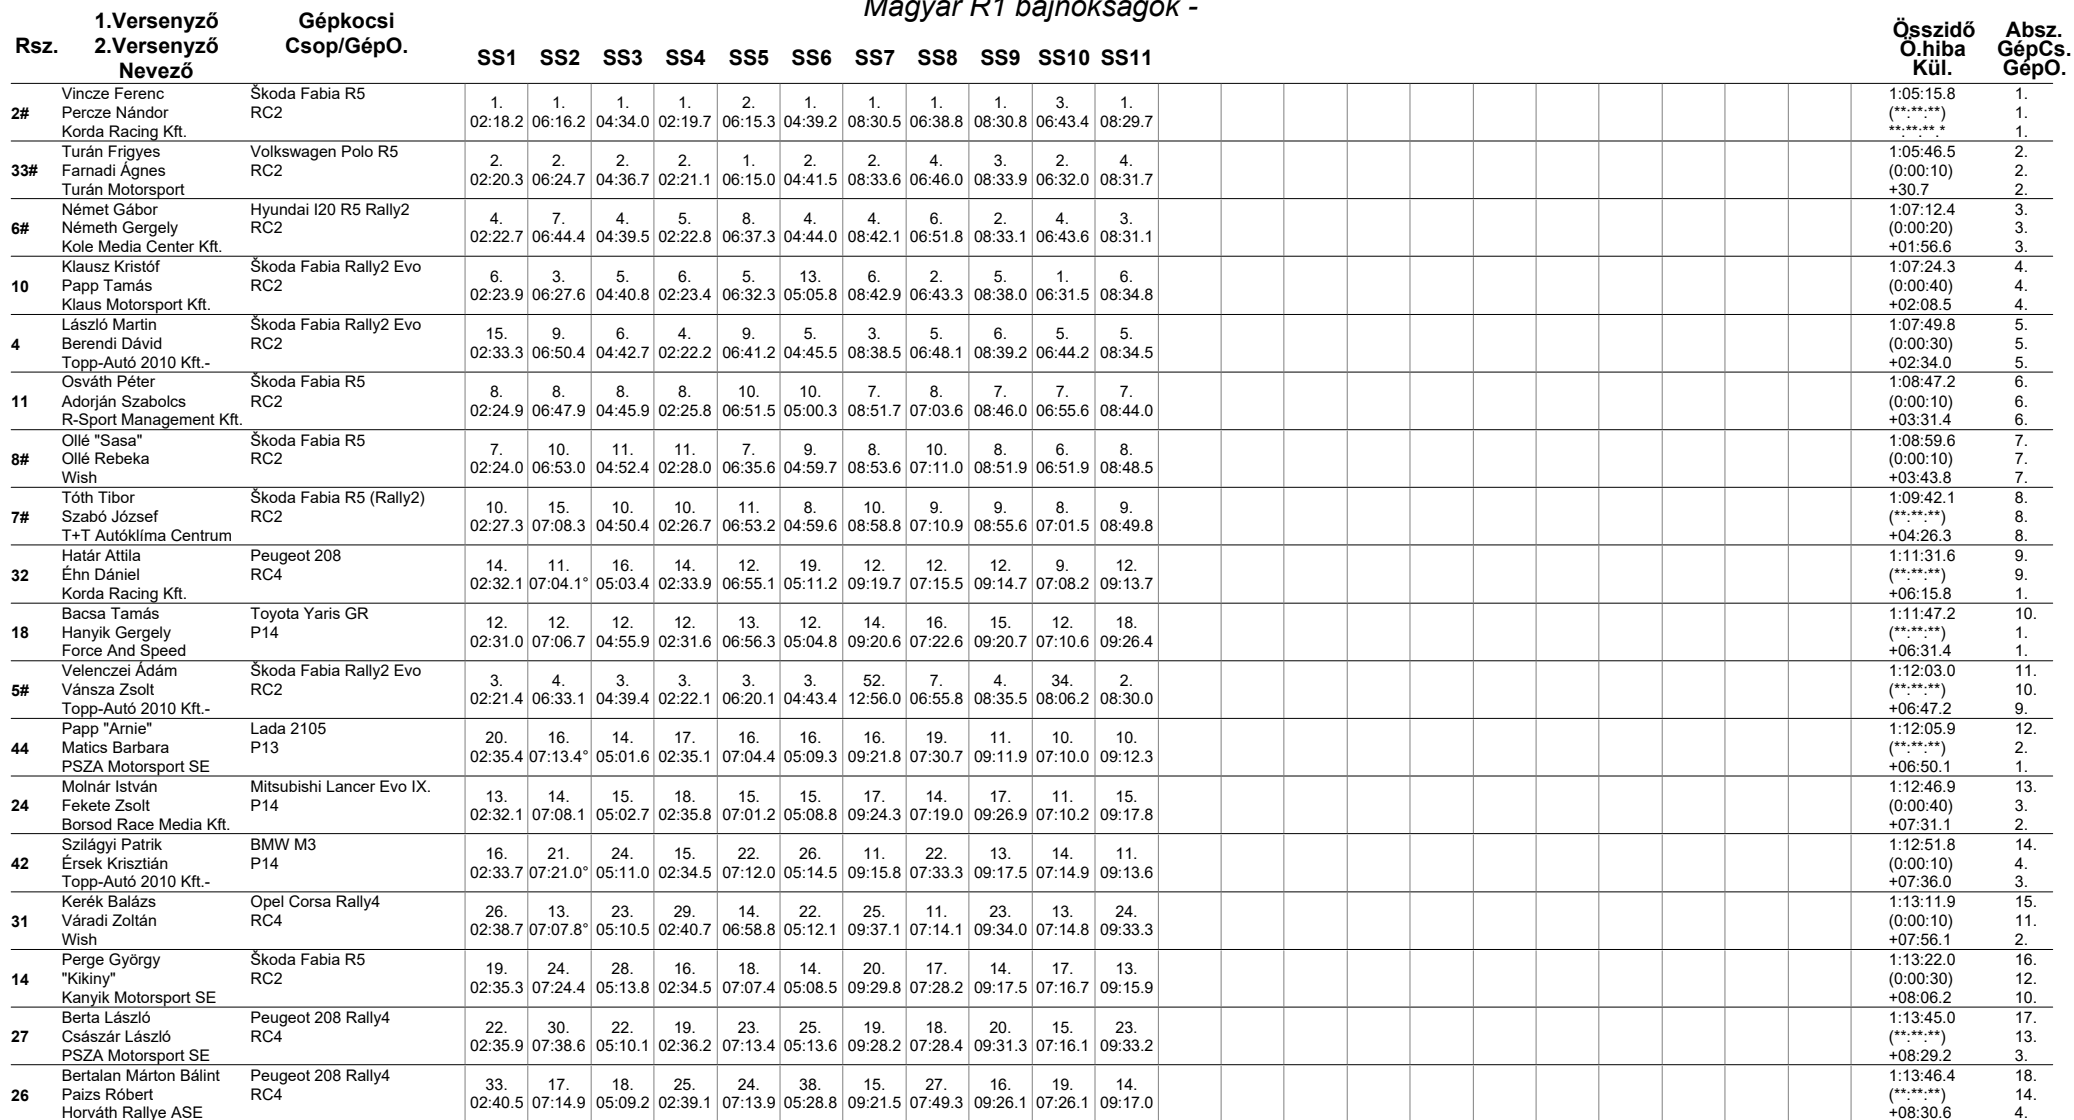 Magyar R1 bajnokságok -
Rsz. 1.Versenyző 2.Versenyző Nevező Gépkocsi Csop/GépO. SS1 SS2 SS3 SS4 SS5 SS6 SS7 SS8 SS9 SS10 SS11 Összidő Ö.hiba Kül. Absz. GépCs. GépO.
Vincze Ferenc Škoda Fabia R5 1:05:15.8 1.
1. 1. 1. 1. 2. 1. 1. 1. 1. 3. 1.
2# Percze Nándor RC2 02:18.2 06:16.2 04:34.0 02:19.7 06:15.3 04:39.2 08:30.5 06:38.8 08:30.8 06:43.4 08:29.7 (**:**:**) 1.
Korda Racing Kft. **:**:**.* 1.
Turán Frigyes Volkswagen Polo R5 1:05:46.5 2.
2. 2. 2. 2. 1. 2. 2. 4. 3. 2. 4.
33# Farnadi Ágnes RC2 02:20.3 06:24.7 04:36.7 02:21.1 06:15.0 04:41.5 08:33.6 06:46.0 08:33.9 06:32.0 08:31.7 (0:00:10) 2.
Turán Motorsport +30.7 2.
Német Gábor Hyundai I20 R5 Rally2 1:07:12.4 3.
4. 7. 4. 5. 8. 4. 4. 6. 2. 4. 3.
6# Németh Gergely RC2 02:22.7 06:44.4 04:39.5 02:22.8 06:37.3 04:44.0 08:42.1 06:51.8 08:33.1 06:43.6 08:31.1 (0:00:20) 3.
Kole Media Center Kft. +01:56.6 3.
Klausz Kristóf Škoda Fabia Rally2 Evo 1:07:24.3 4.
6. 3. 5. 6. 5. 13. 6. 2. 5. 1. 6.
10 Papp Tamás RC2 02:23.9 06:27.6 04:40.8 02:23.4 06:32.3 05:05.8 08:42.9 06:43.3 08:38.0 06:31.5 08:34.8 (0:00:40) 4.
Klaus Motorsport Kft. +02:08.5 4.
László Martin Škoda Fabia Rally2 Evo 1:07:49.8 5.
15. 9. 6. 4. 9. 5. 3. 5. 6. 5. 5.
4 Berendi Dávid RC2 02:33.3 06:50.4 04:42.7 02:22.2 06:41.2 04:45.5 08:38.5 06:48.1 08:39.2 06:44.2 08:34.5 (0:00:30) 5.
Topp-Autó 2010 Kft.- +02:34.0 5.
Osváth Péter Škoda Fabia R5 1:08:47.2 6.
8. 8. 8. 8. 10. 10. 7. 8. 7. 7. 7.
11 Adorján Szabolcs RC2 02:24.9 06:47.9 04:45.9 02:25.8 06:51.5 05:00.3 08:51.7 07:03.6 08:46.0 06:55.6 08:44.0 (0:00:10) 6.
R-Sport Management Kft. +03:31.4 6.
Ollé "Sasa" Škoda Fabia R5 1:08:59.6 7.
7. 10. 11. 11. 7. 9. 8. 10. 8. 6. 8.
8# Ollé Rebeka RC2 02:24.0 06:53.0 04:52.4 02:28.0 06:35.6 04:59.7 08:53.6 07:11.0 08:51.9 06:51.9 08:48.5 (0:00:10) 7.
Wish +03:43.8 7.
Tóth Tibor Škoda Fabia R5 (Rally2) 1:09:42.1 8.
10. 15. 10. 10. 11. 8. 10. 9. 9. 8. 9.
7# Szabó József RC2 02:27.3 07:08.3 04:50.4 02:26.7 06:53.2 04:59.6 08:58.8 07:10.9 08:55.6 07:01.5 08:49.8 (**:**:**) 8.
T+T Autóklíma Centrum +04:26.3 8.
Határ Attila Peugeot 208 1:11:31.6 9.
14. 11. 16. 14. 12. 19. 12. 12. 12. 9. 12.
32 Éhn Dániel RC4 02:32.1 07:04.1° 05:03.4 02:33.9 06:55.1 05:11.2 09:19.7 07:15.5 09:14.7 07:08.2 09:13.7 (**:**:**) 9.
Korda Racing Kft. +06:15.8 1.
Bacsa Tamás Toyota Yaris GR 1:11:47.2 10.
12. 12. 12. 12. 13. 12. 14. 16. 15. 12. 18.
18 Hanyik Gergely P14 02:31.0 07:06.7 04:55.9 02:31.6 06:56.3 05:04.8 09:20.6 07:22.6 09:20.7 07:10.6 09:26.4 (**:**:**) 1.
Force And Speed +06:31.4 1.
Velenczei Ádám Škoda Fabia Rally2 Evo 1:12:03.0 11.
3. 4. 3. 3. 3. 3. 52. 7. 4. 34. 2.
5# Vánsza Zsolt RC2 02:21.4 06:33.1 04:39.4 02:22.1 06:20.1 04:43.4 12:56.0 06:55.8 08:35.5 08:06.2 08:30.0 (**:**:**) 10.
Topp-Autó 2010 Kft.- +06:47.2 9.
Papp "Arnie" Lada 2105 1:12:05.9 12.
20. 16. 14. 17. 16. 16. 16. 19. 11. 10. 10.
44 Matics Barbara P13 02:35.4 07:13.4° 05:01.6 02:35.1 07:04.4 05:09.3 09:21.8 07:30.7 09:11.9 07:10.0 09:12.3 (**:**:**) 2.
PSZA Motorsport SE +06:50.1 1.
Molnár István Mitsubishi Lancer Evo IX. 1:12:46.9 13.
13. 14. 15. 18. 15. 15. 17. 14. 17. 11. 15.
24 Fekete Zsolt P14 02:32.1 07:08.1 05:02.7 02:35.8 07:01.2 05:08.8 09:24.3 07:19.0 09:26.9 07:10.2 09:17.8 (0:00:40) 3.
Borsod Race Media Kft. +07:31.1 2.
Szilágyi Patrik BMW M3 1:12:51.8 14.
16. 21. 24. 15. 22. 26. 11. 22. 13. 14. 11.
42 Érsek Krisztián P14 02:33.7 07:21.0° 05:11.0 02:34.5 07:12.0 05:14.5 09:15.8 07:33.3 09:17.5 07:14.9 09:13.6 (0:00:10) 4.
Topp-Autó 2010 Kft.- +07:36.0 3.
Kerék Balázs Opel Corsa Rally4 1:13:11.9 15.
26. 13. 23. 29. 14. 22. 25. 11. 23. 13. 24.
31 Váradi Zoltán RC4 02:38.7 07:07.8° 05:10.5 02:40.7 06:58.8 05:12.1 09:37.1 07:14.1 09:34.0 07:14.8 09:33.3 (0:00:10) 11.
Wish +07:56.1 2.
Perge György Škoda Fabia R5 1:13:22.0 16.
19. 24. 28. 16. 18. 14. 20. 17. 14. 17. 13.
14 "Kikiny" RC2 02:35.3 07:24.4 05:13.8 02:34.5 07:07.4 05:08.5 09:29.8 07:28.2 09:17.5 07:16.7 09:15.9 (0:00:30) 12.
Kanyik Motorsport SE +08:06.2 10.
Berta László Peugeot 208 Rally4 1:13:45.0 17.
22. 30. 22. 19. 23. 25. 19. 18. 20. 15. 23.
27 Császár László RC4 02:35.9 07:38.6 05:10.1 02:36.2 07:13.4 05:13.6 09:28.2 07:28.4 09:31.3 07:16.1 09:33.2 (**:**:**) 13.
PSZA Motorsport SE +08:29.2 3.
Bertalan Márton Bálint Peugeot 208 Rally4 1:13:46.4 18.
33. 17. 18. 25. 24. 38. 15. 27. 16. 19. 14.
26 Paizs Róbert RC4 02:40.5 07:14.9 05:09.2 02:39.1 07:13.9 05:28.8 09:21.5 07:49.3 09:26.1 07:26.1 09:17.0 (**:**:**) 14.
Horváth Rallye ASE +08:30.6 4.